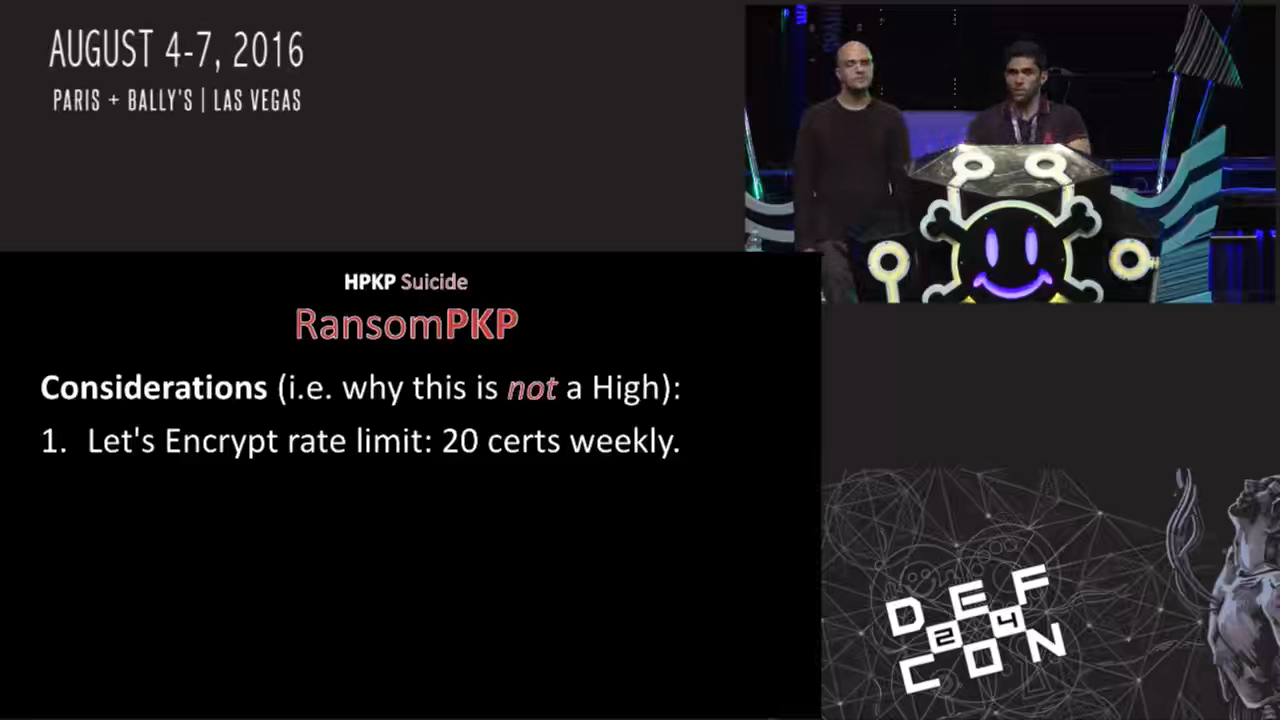 AUGUST 4-7, 2016
PARIS + BALLY'S | LAS VEGAS
HPKP Suicide
RansomPKP
Considerations (i.e. why this is not a High):
1. Let's Encrypt rate limit: 20 certs weekly.
DEF
24
CON